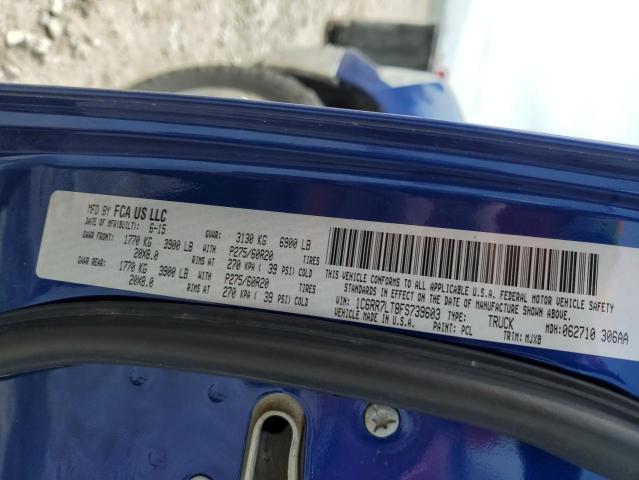 MFD BY FCA US LLC
DATE OF MFR(BUILT): 6-15 GVWR: 3130 KG 6900 LB
GAWR FRONT: 1770 KG 3900 LB WITH P275/60R20 TIRES
20X8.0 RIMS AT 270 KPA ( 39 PSI) COLD
GAWR REAR: 1770 KG 3900 LB WITH P275/60R20 TIRES
20X8.0 RIMS AT 270 KPA ( 39 PSI) COLD
THIS VEHICLE CONFORMS TO ALL APPLICABLE U.S.A. FEDERAL MOTOR VEHICLE SAFETY
STANDARDS IN EFFECT ON THE DATE OF MANUFACTURE SHOWN ABOVE.
VIN: 1C6RR7LT8FS739603 TYPE: TRUCK MDH: 062710 306AA
MADE IN U.S.A. PAINT: PCL TRIM: MJX8